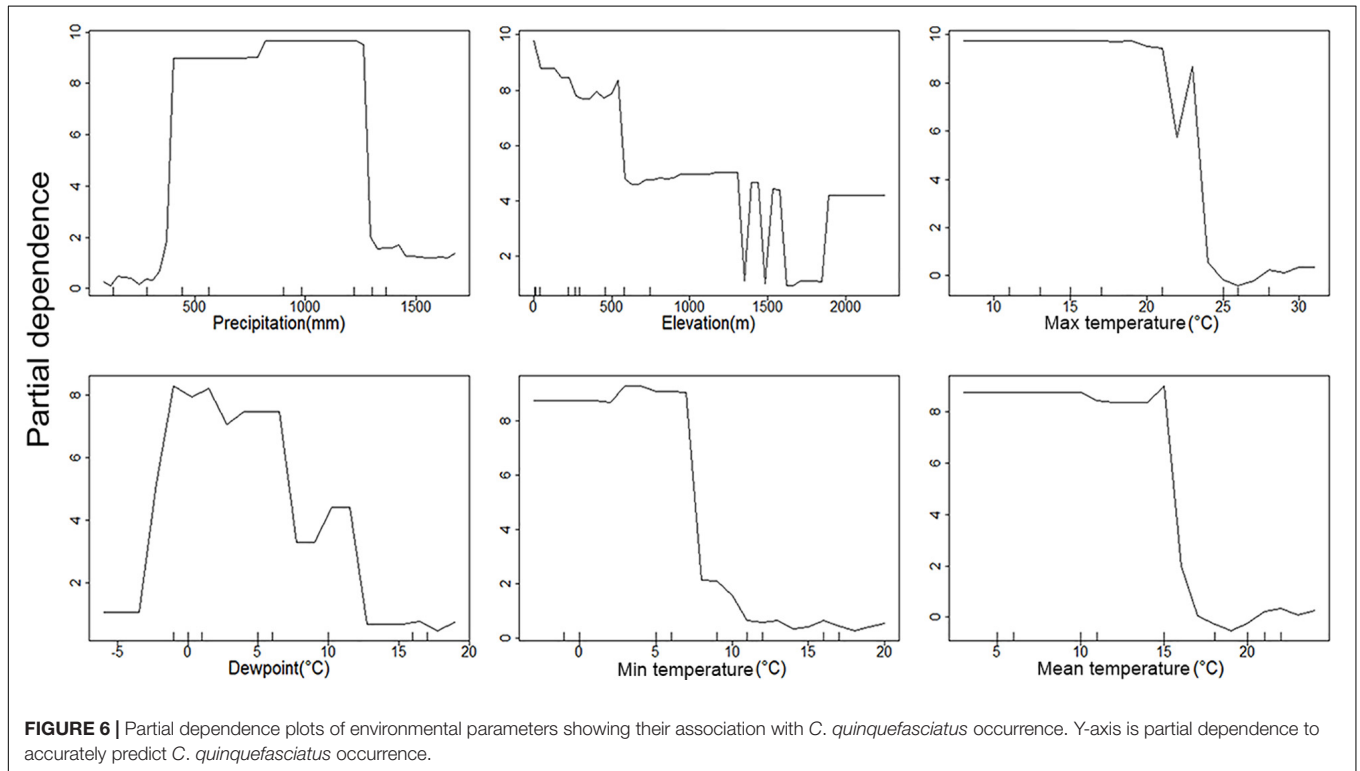 Partial dependence
0 2 4 6 8 10
500 1000 1500
Precipitation(mm)
2 4 6 8 10
0 500 1000 1500 2000
Elevation(m)
0 2 4 6 8 10
10 15 20 25 30
Max temperature(°C)
2 4 6 8
-5 0 5 10 15 20
Dewpoint(°C)
0 2 4 6 8
0 5 10 15 20
Min temperature(°C)
0 2 4 6 8
5 10 15 20
Mean temperature(°C)
FIGURE 6 | Partial dependence plots of environmental parameters showing their association with C. quinquefasciatus occurrence. Y-axis is partial dependence to
accurately predict C. quinquefasciatus occurrence.